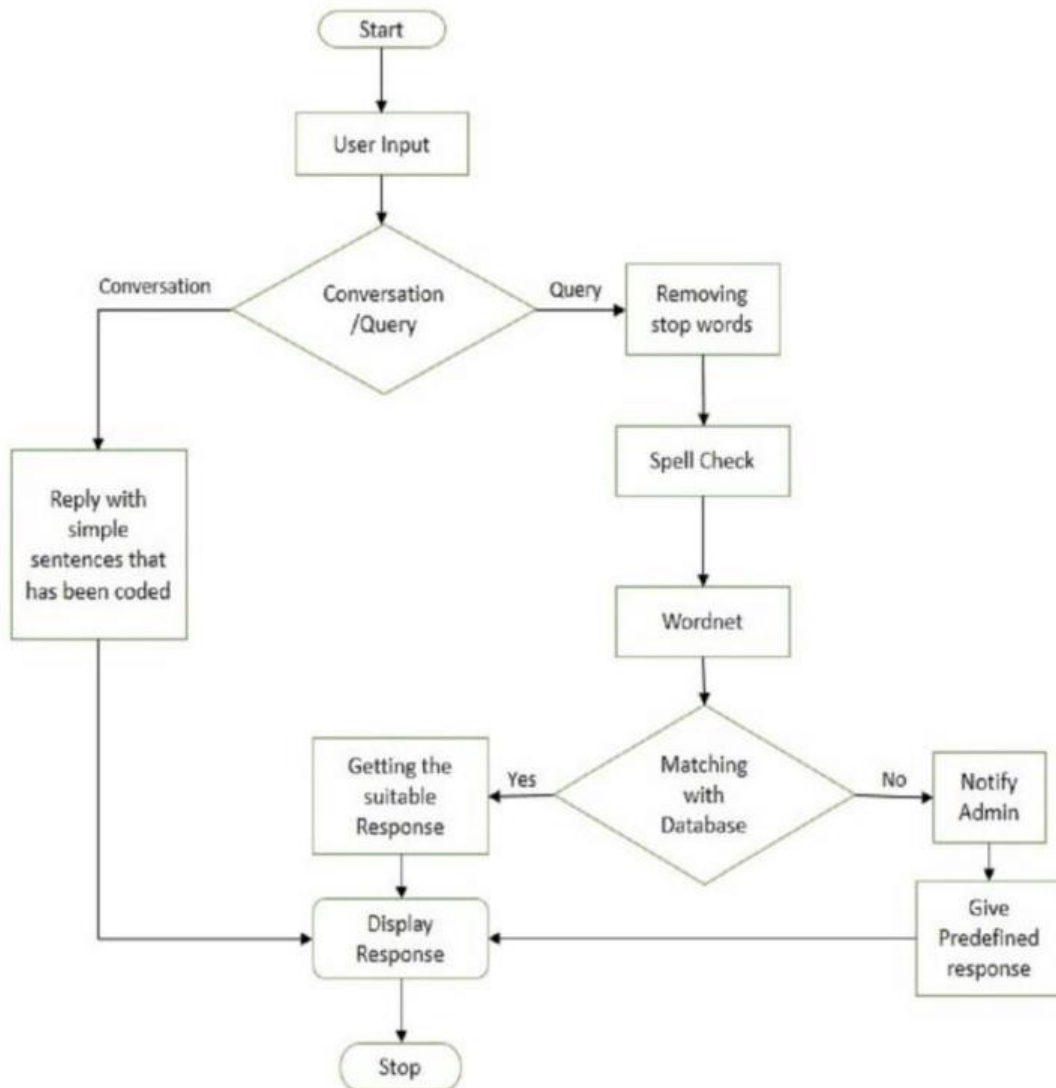 Start
User Input
Conversation
Conversation
/Query
Query
Removing
stop words
Spell Check
Reply with
simple
sentences that
has been coded
Wordnet
Getting the
suitable
Response
Yes
Matching
with
Database
No
Notify
Admin
Display
Response
Give
Predefined
response
Stop